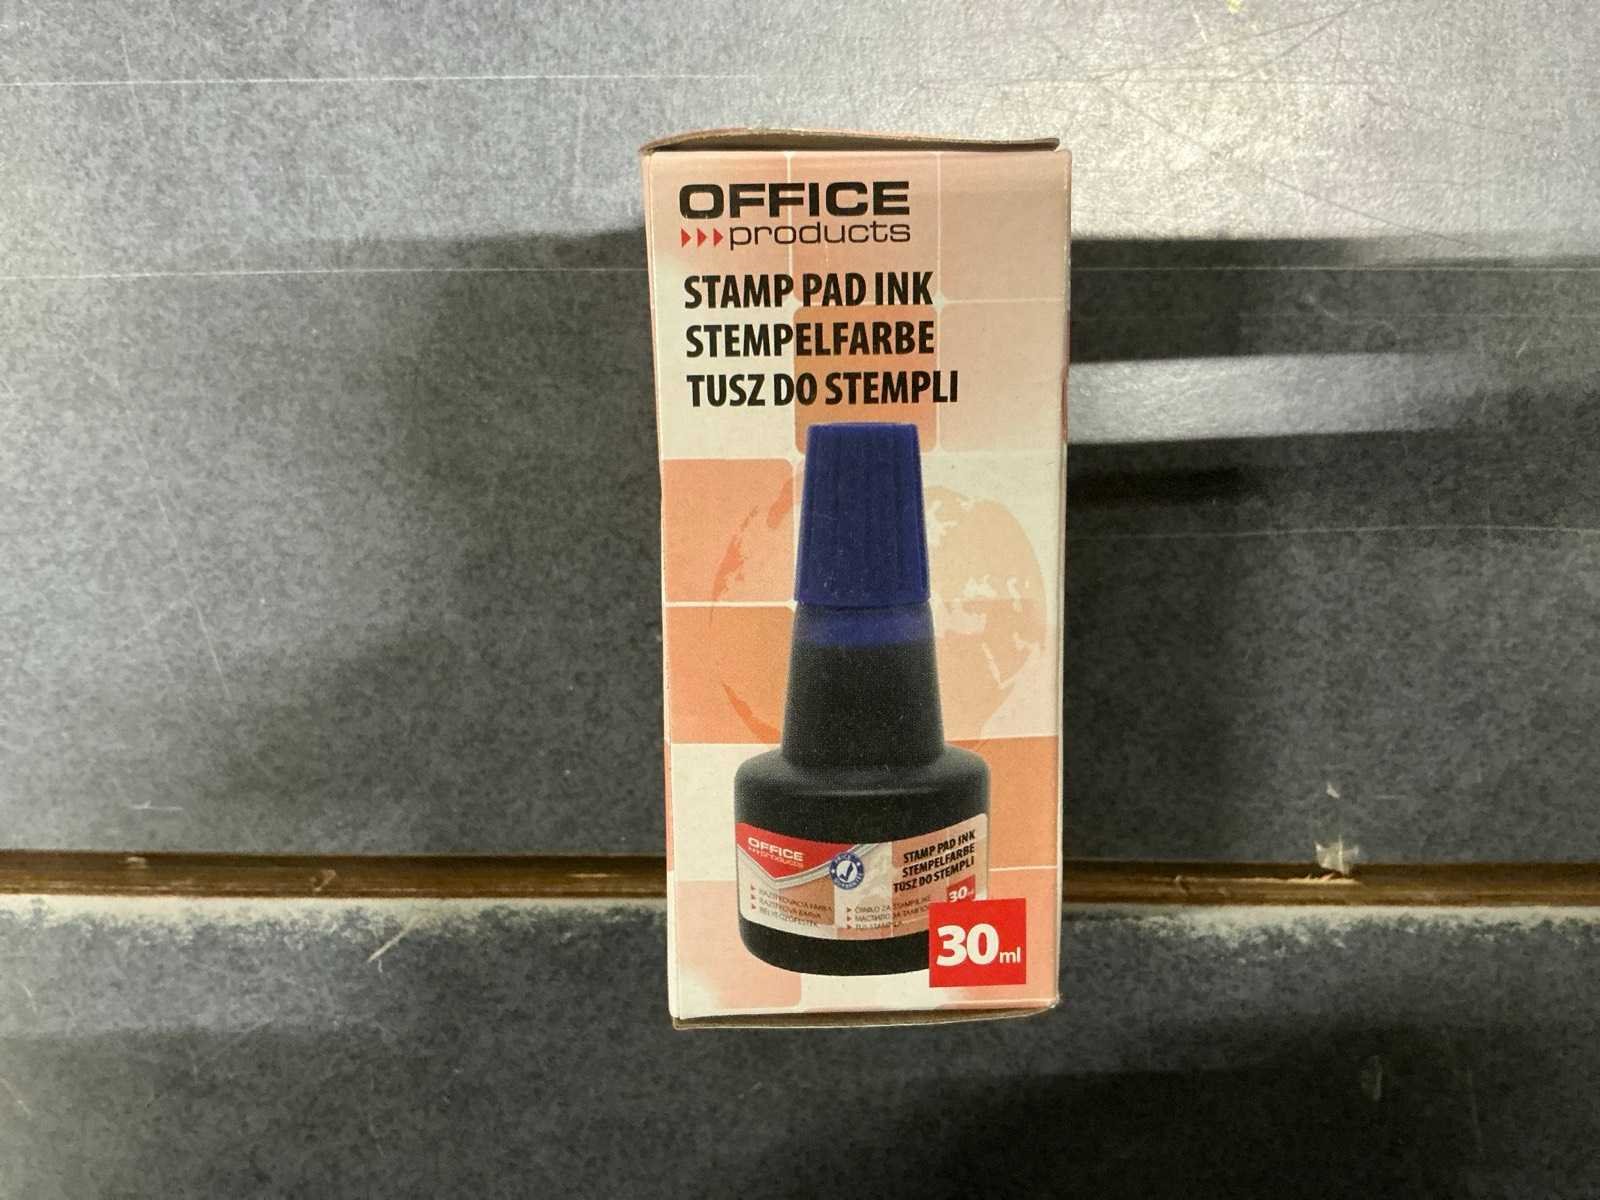 OFFICE
products
STAMP PAD INK
STEMPELFARBE
TUSZ DO STEMPLI
OFFICE
products
STAMP PAD INK
STEMPELFARBE
TUSZ DO STEMPLI
30ml
30ml